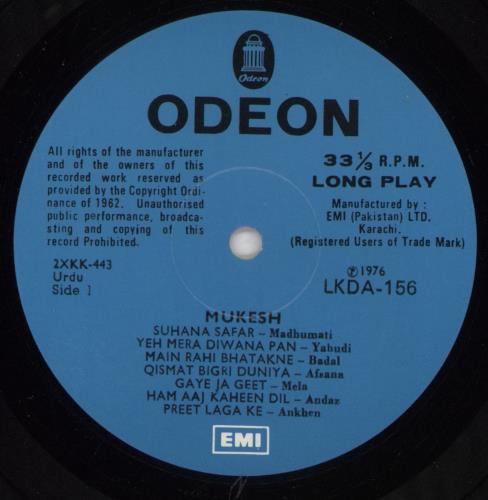 Odeon
ODEON
All rights of the manufacturer
and of the owners of this
recorded work reserved as
provided by the Copyright Ordi-
nance of 1962. Unauthorised
public performance, broadca-
sting and copying of this
record Prohibited.
33 1/3 R.P.M.
LONG PLAY
Manufactured by :
EMI (Pakistan) LTD.
Karachi.
(Registered Users of Trade Mark)
2XKK-443
Urdu
Side 1
℗ 1976
LKDA-156
MUKESH
SUHANA SAFAR – Madhumati
YEH MERA DIWANA PAN – Yahudi
MAIN RAHI BHATAKNE – Badal
QISMAT BIGRI DUNIYA – Afsana
GAYE JA GEET – Mela
HAM AAJ KAHEEN DIL – Andaz
PREET LAGA KE – Ankhen
EMI